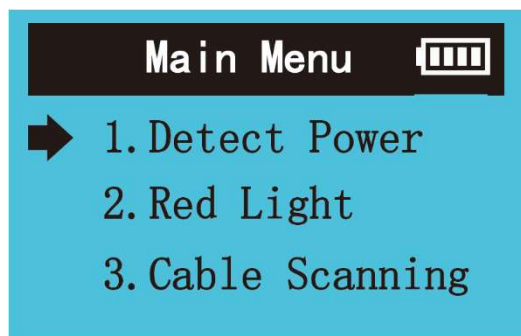 Main Menu
1.Detect Power
2.Red Light
3.Cable Scanning